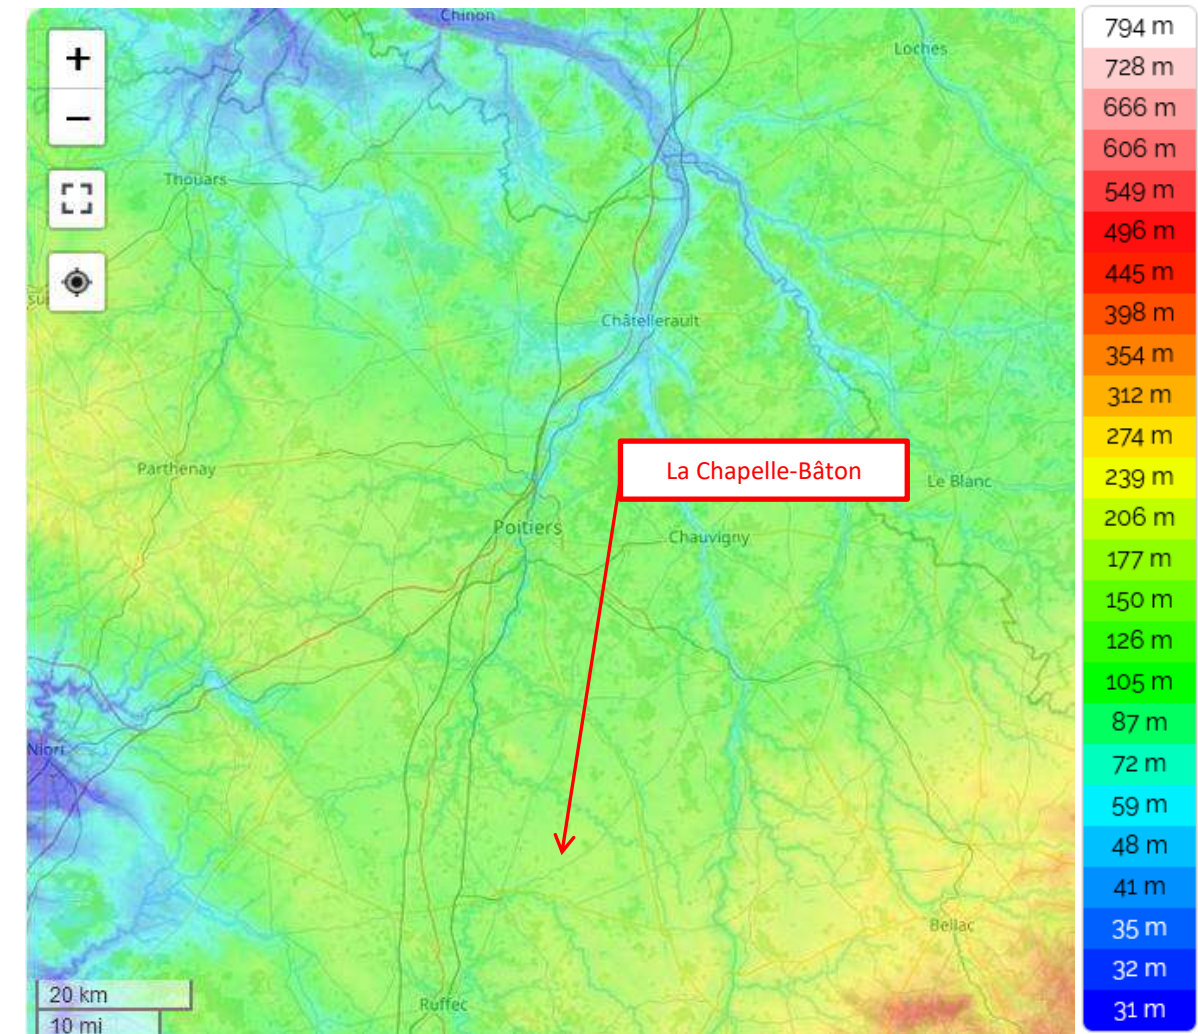 Chinon
Loches
+
−
Thouars
Châtellerault
La Chapelle-Bâton
Parthenay
Le Blanc
Poitiers
Chauvigny
Niort
Bellac
20 km
10 mi
Ruffec
794 m
728 m
666 m
606 m
549 m
496 m
445 m
398 m
354 m
312 m
274 m
239 m
206 m
177 m
150 m
126 m
105 m
87 m
72 m
59 m
48 m
41 m
35 m
32 m
31 m